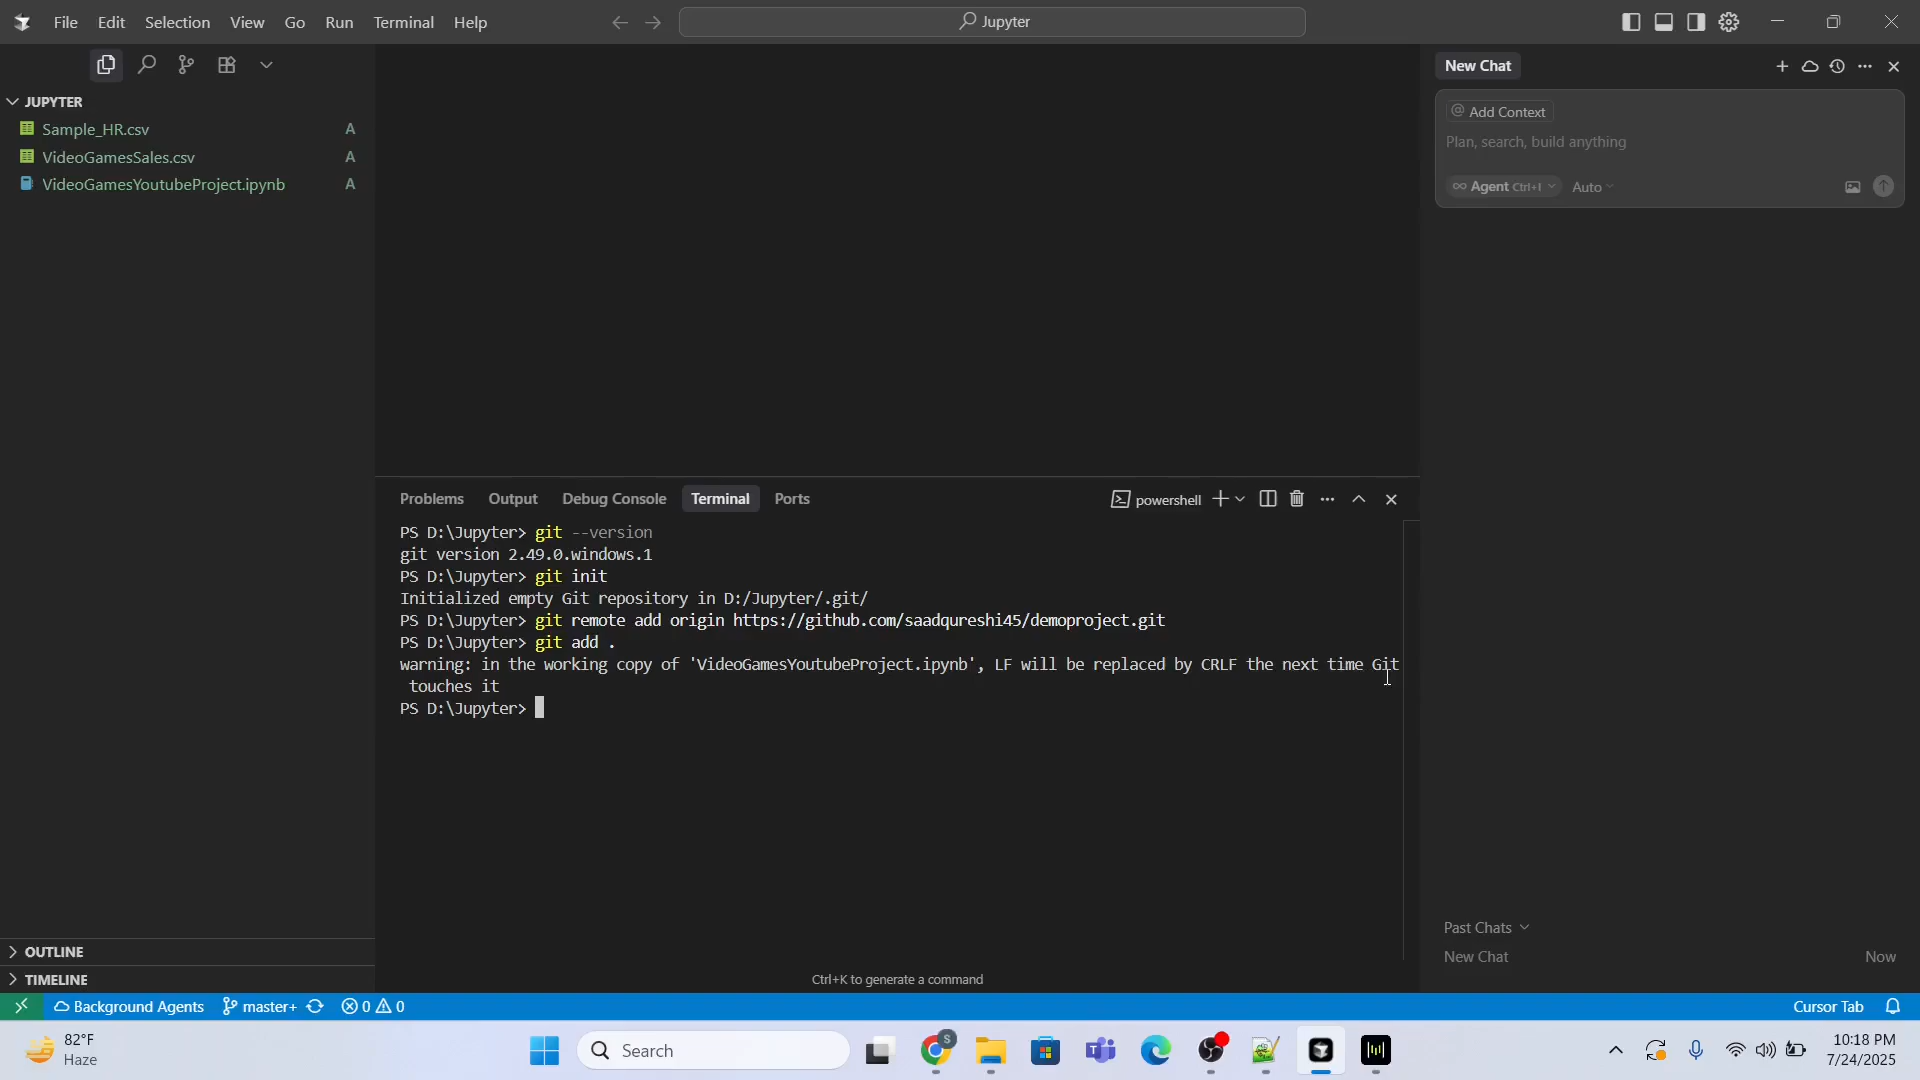 File Edit Selection View Go Run Terminal Help
Jupyter
JUPYTER
Sample_HR.csv A
VideoGamesSales.csv A
VideoGamesYoutubeProject.ipynb A
OUTLINE
TIMELINE
Problems Output Debug Console Terminal Ports
powershell
PS D:\Jupyter> git --version
git version 2.49.0.windows.1
PS D:\Jupyter> git init
Initialized empty Git repository in D:/Jupyter/.git/
PS D:\Jupyter> git remote add origin https://github.com/saadqureshi45/demoproject.git
PS D:\Jupyter> git add .
warning: in the working copy of 'VideoGamesYoutubeProject.ipynb', LF will be replaced by CRLF the next time Git
touches it
PS D:\Jupyter>
Ctrl+K to generate a command
New Chat
@ Add Context
Plan, search, build anything
∞ Agent Ctrl+I Auto
Past Chats
New Chat Now
Background Agents master+ 0 0 Cursor Tab
82°F
Haze
Search
S
10:18 PM
7/24/2025